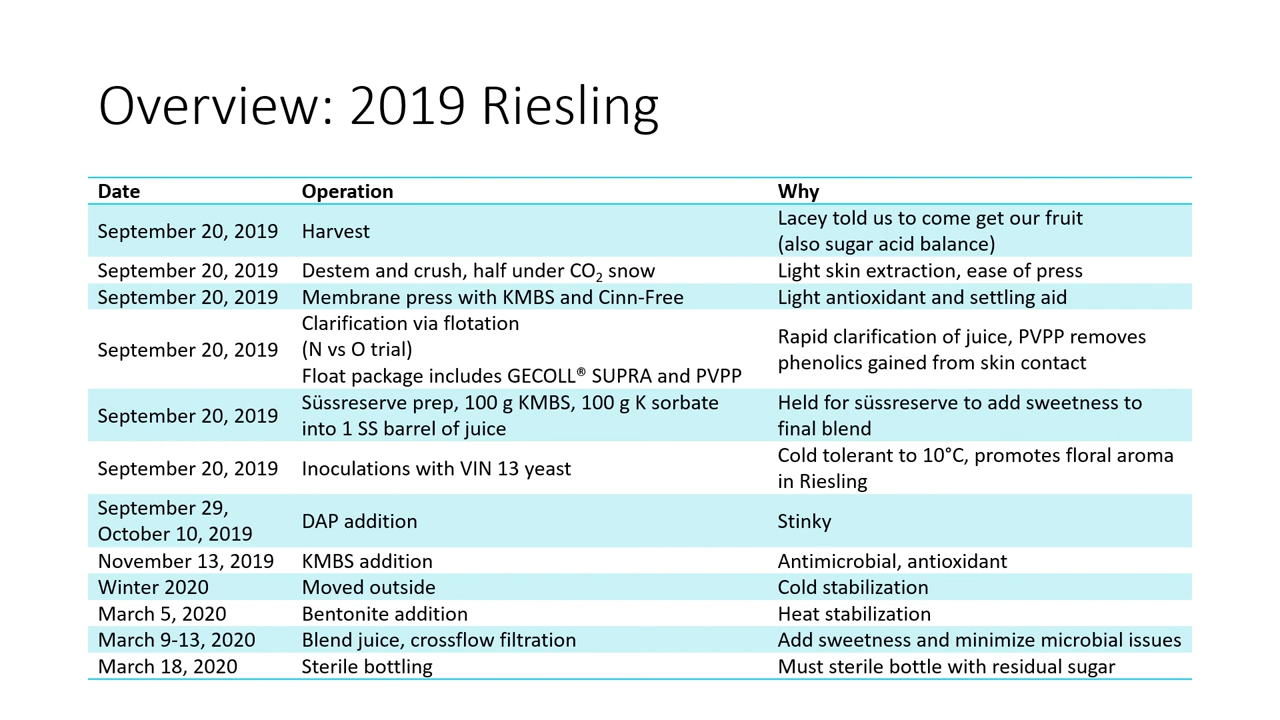 Overview: 2019 Riesling
Date Operation Why
September 20, 2019 Harvest Lacey told us to come get our fruit
(also sugar acid balance)
September 20, 2019 Destem and crush, half under CO₂ snow Light skin extraction, ease of press
September 20, 2019 Membrane press with KMBS and Cinn-Free Light antioxidant and settling aid
September 20, 2019
Clarification via flotation
(N vs O trial)
Float package includes GECOLL® SUPRA and PVPP
Rapid clarification of juice, PVPP removes
phenolics gained from skin contact
September 20, 2019
Süssreserve prep, 100 g KMBS, 100 g K sorbate
into 1 SS barrel of juice
Held for süssreserve to add sweetness to
final blend
September 20, 2019 Inoculations with VIN 13 yeast
Cold tolerant to 10°C, promotes floral aroma
in Riesling
September 29,
October 10, 2019
DAP addition Stinky
November 13, 2019 KMBS addition Antimicrobial, antioxidant
Winter 2020 Moved outside Cold stabilization
March 5, 2020 Bentonite addition Heat stabilization
March 9-13, 2020 Blend juice, crossflow filtration Add sweetness and minimize microbial issues
March 18, 2020 Sterile bottling Must sterile bottle with residual sugar